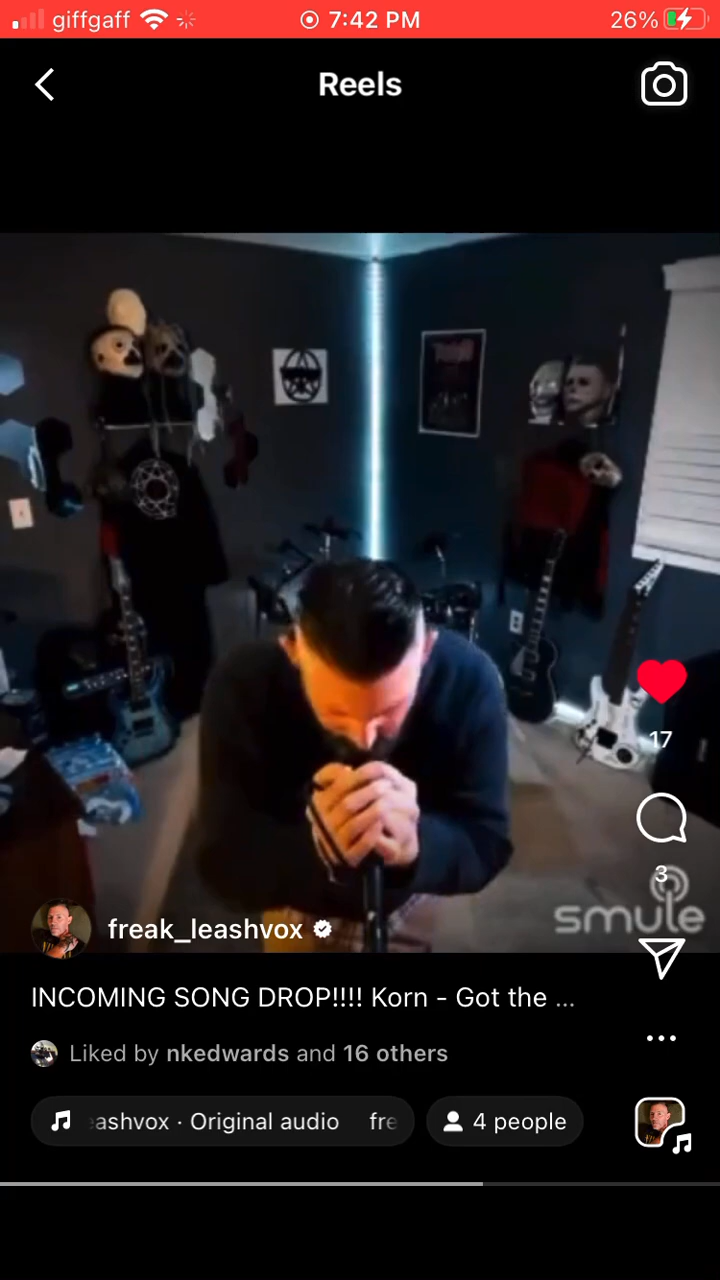 giffgaff
7:42 PM
26%
Reels
17
3
smule
freak_leashvox
INCOMING SONG DROP!!!! Korn - Got the ...
Liked by nkedwards and 16 others
eashvox · Original audio fre
4 people